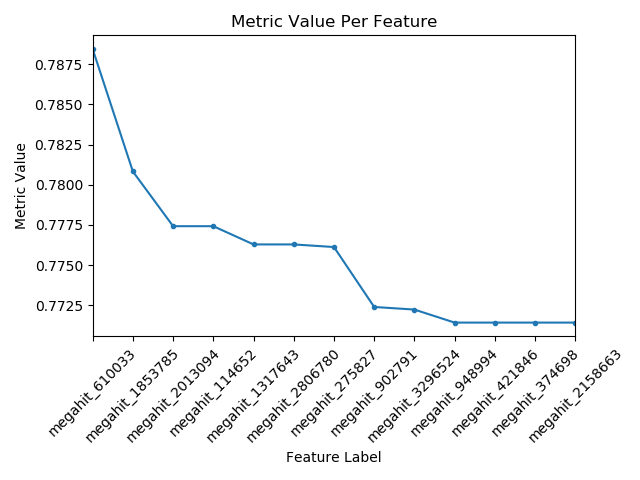 Metric Value Per Feature
Metric Value
0.7875
0.7850
0.7825
0.7800
0.7775
0.7750
0.7725
megahit_610033
megahit_1853785
megahit_2013094
megahit_114652
megahit_1317643
megahit_2806780
megahit_275827
megahit_902791
megahit_3296524
megahit_948994
megahit_421846
megahit_374698
megahit_2158663
Feature Label